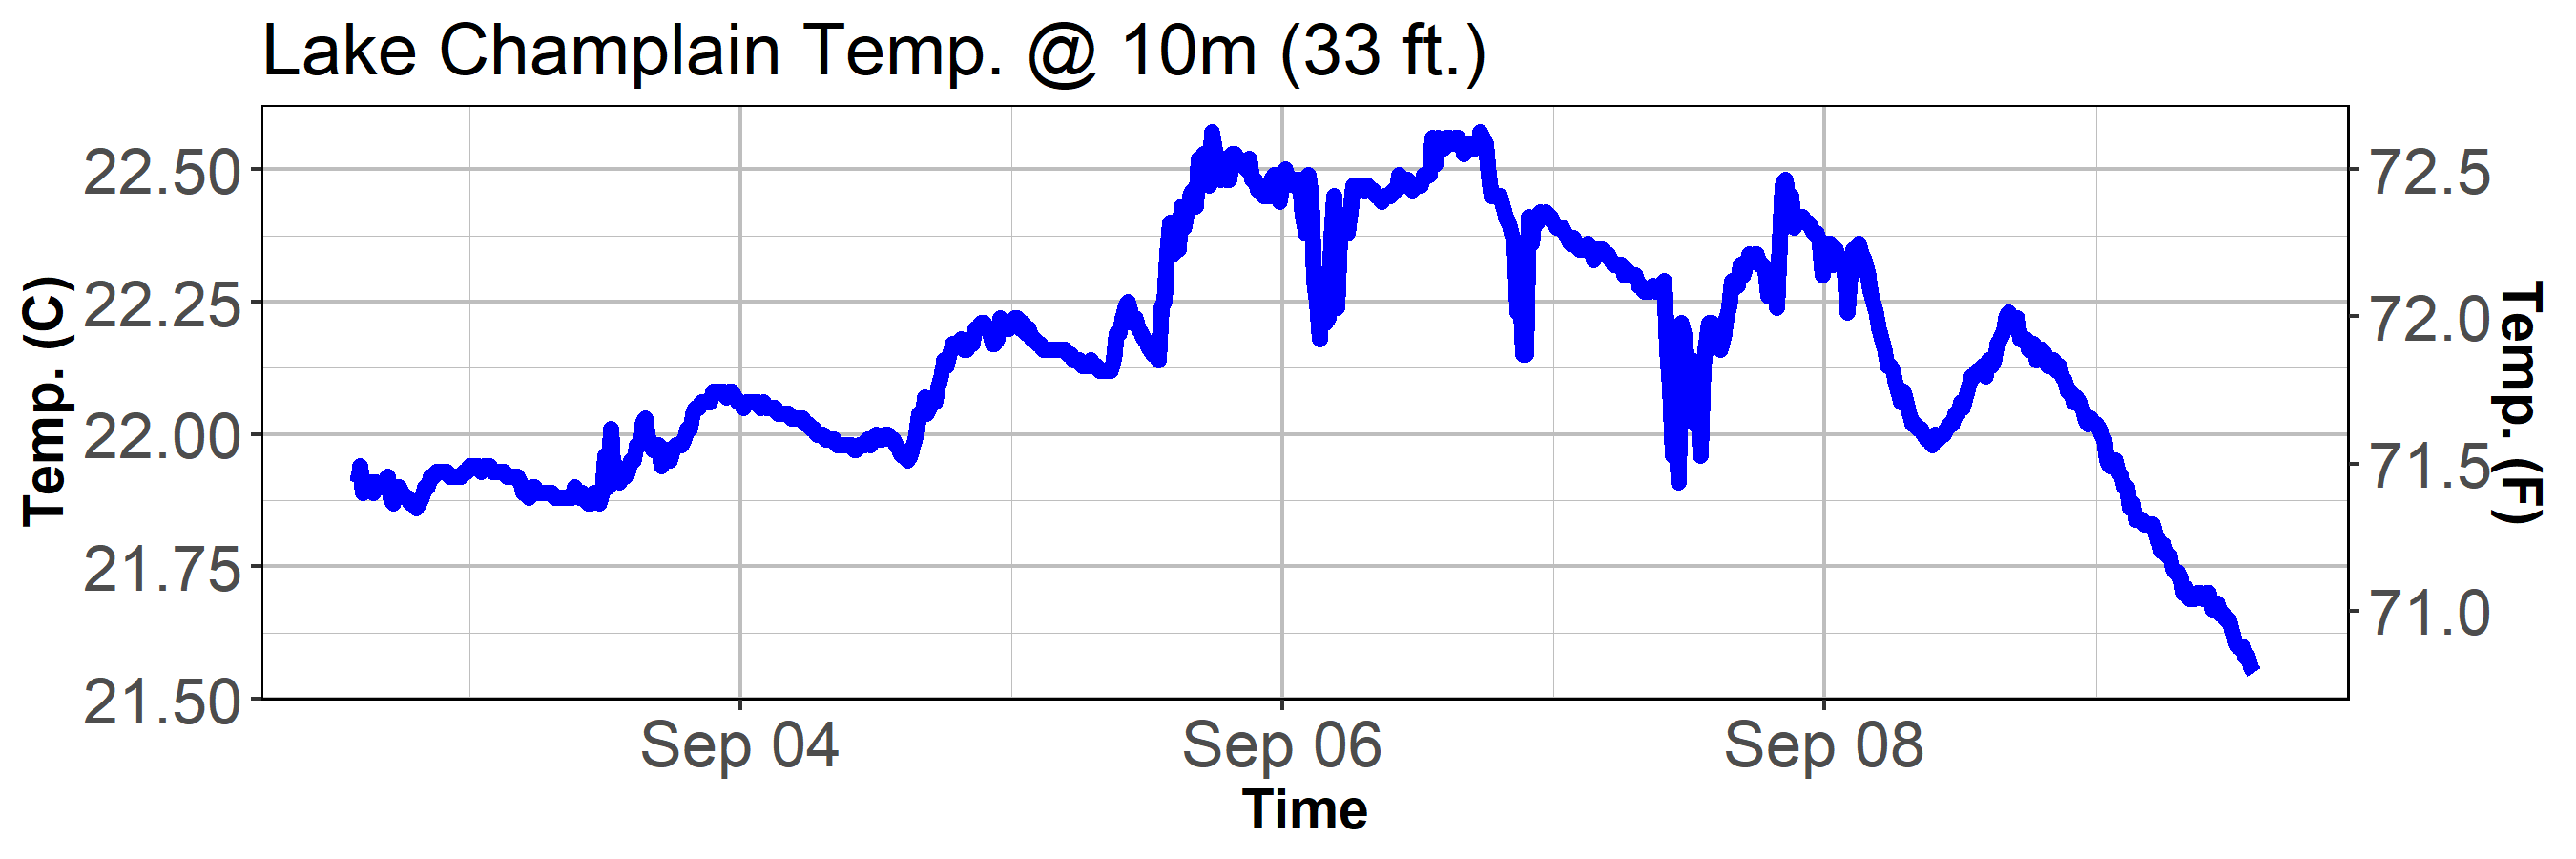 Lake Champlain Temp. @ 10m (33 ft.)
Temp. (C)
22.50
22.25
22.00
21.75
21.50
72.5
72.0
71.5
71.0
Temp. (F)
Sep 04
Sep 06
Sep 08
Time